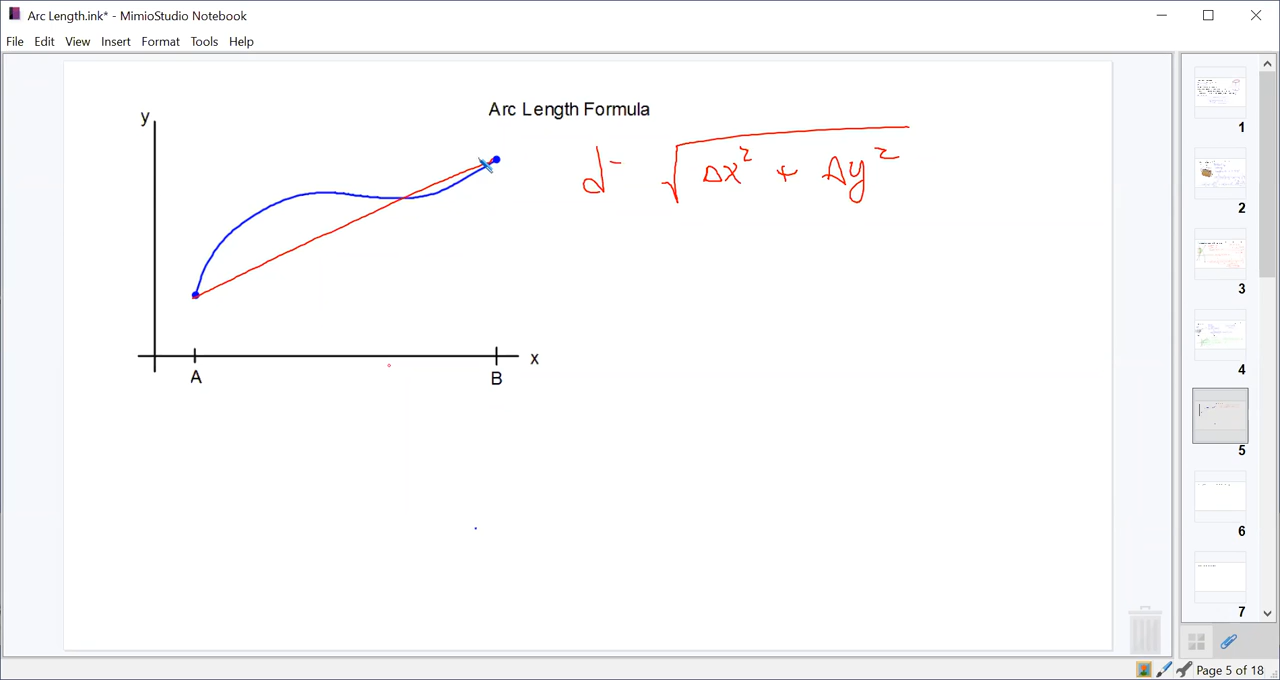 Arc Length.ink* - MimioStudio Notebook
File Edit View Insert Format Tools Help
Arc Length Formula
y
d = √(Δx² + Δy²)
x
A B
1
2
3
4
5
6
7
Page 5 of 18